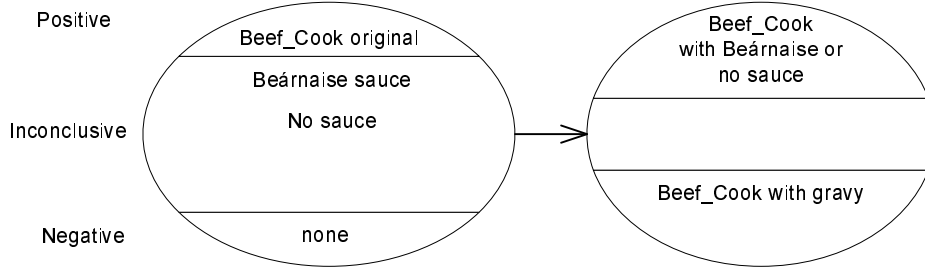 Positive
Beef_Cook original
Beárnaise sauce
No sauce
Inconclusive
Negative
none
Beef_Cook
with Beárnaise or
no sauce
Beef_Cook with gravy